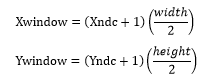 Xwindow = (Xndc + 1) (width/2)
Ywindow = (Yndc + 1) (height/2)